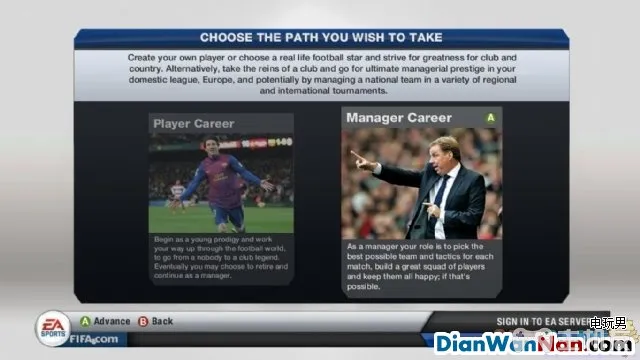 CHOOSE THE PATH YOU WISH TO TAKE
Create your own player or choose a real life football star and strive for greatness for club and
country. Alternatively, take the reins of a club and go for ultimate managerial prestige in your
domestic league, Europe, and potentially by managing a national team in a variety of regional
and international tournaments.
Player Career
Begin as a young prodigy and work
your way up through the football world,
to go from a nobody to a club legend.
Eventually you may choose to retire and
continue as a manager.
Manager Career
A
As a manager your role is to pick the
best possible team and tactics for each
match, build a great squad of players
and keep them all happy; if that's
possible.
EA
SPORTS
A Advance B Back
FIFA.com
SIGN IN TO EA SERVER
电玩男
DianWanNan.com